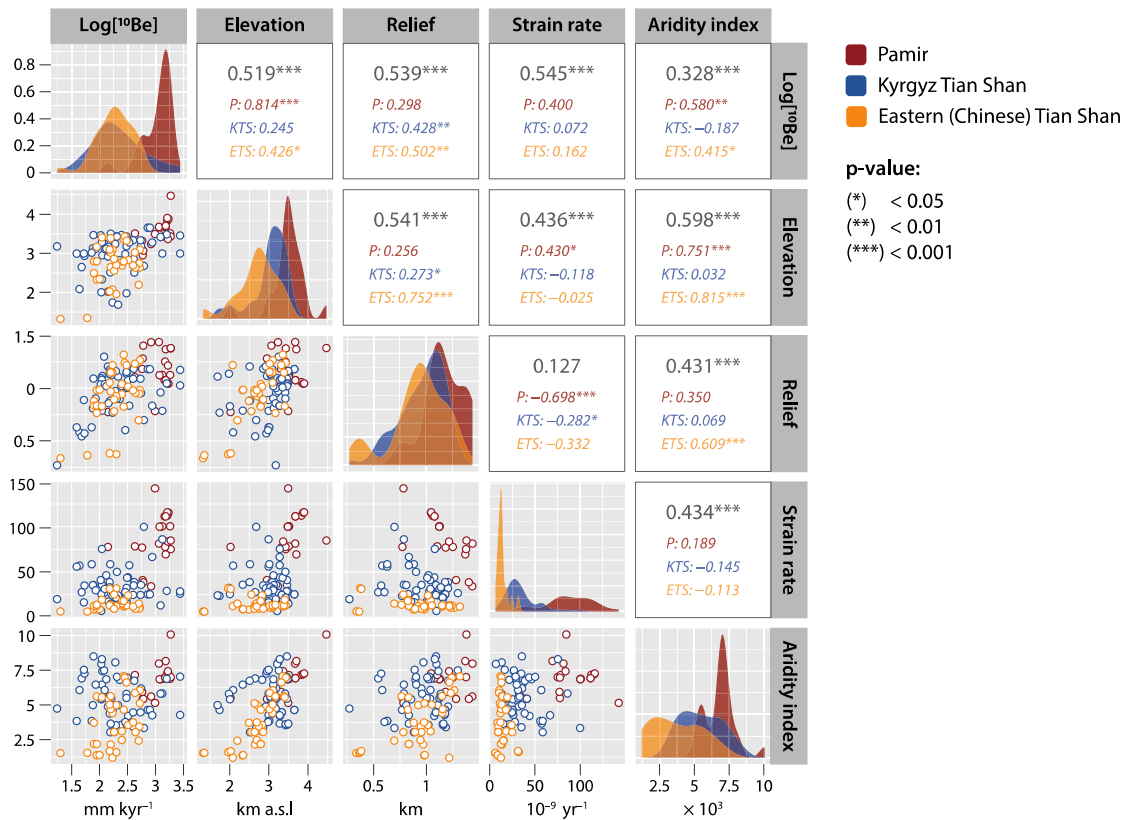 Log[¹⁰Be] Elevation Relief Strain rate Aridity index
Pamir
Kyrgyz Tian Shan
Eastern (Chinese) Tian Shan
p-value:
(*) < 0.05
(**) < 0.01
(***) < 0.001
0.8
0.6
0.4
0.2
0
0.519*** 0.539*** 0.545*** 0.328***
P: 0.814*** P: 0.298 P: 0.400 P: 0.580**
KTS: 0.245 KTS: 0.428** KTS: 0.072 KTS: −0.187
ETS: 0.426* ETS: 0.502** ETS: 0.162 ETS: 0.415*
Log[¹⁰Be]
4
3
2
0.541*** 0.436*** 0.598***
P: 0.256 P: 0.430* P: 0.751***
KTS: 0.273* KTS: −0.118 KTS: 0.032
ETS: 0.752*** ETS: −0.025 ETS: 0.815***
Elevation
1.5
0
0.5
0.127 0.431***
P: −0.698*** P: 0.350
KTS: −0.282* KTS: 0.069
ETS: −0.332 ETS: 0.609***
Relief
150
100
50
0
0.434***
P: 0.189
KTS: −0.145
ETS: −0.113
Strain rate
10
7.5
5
2.5
Aridity index
1.5 2 2.5 3 3.5 2 3 4 0.5 1 0 50 100 2.5 5 7.5 10
mm kyr⁻¹ km a.s.l km 10⁻⁹ yr⁻¹ × 10³